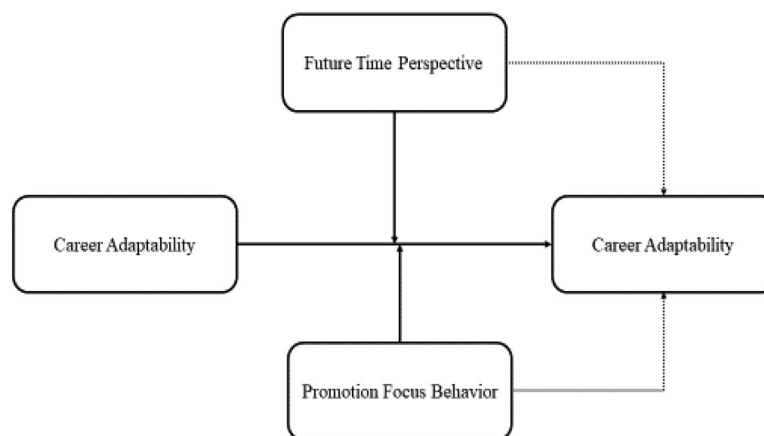 Future Time Perspective
Career Adaptability
Career Adaptability
Promotion Focus Behavior